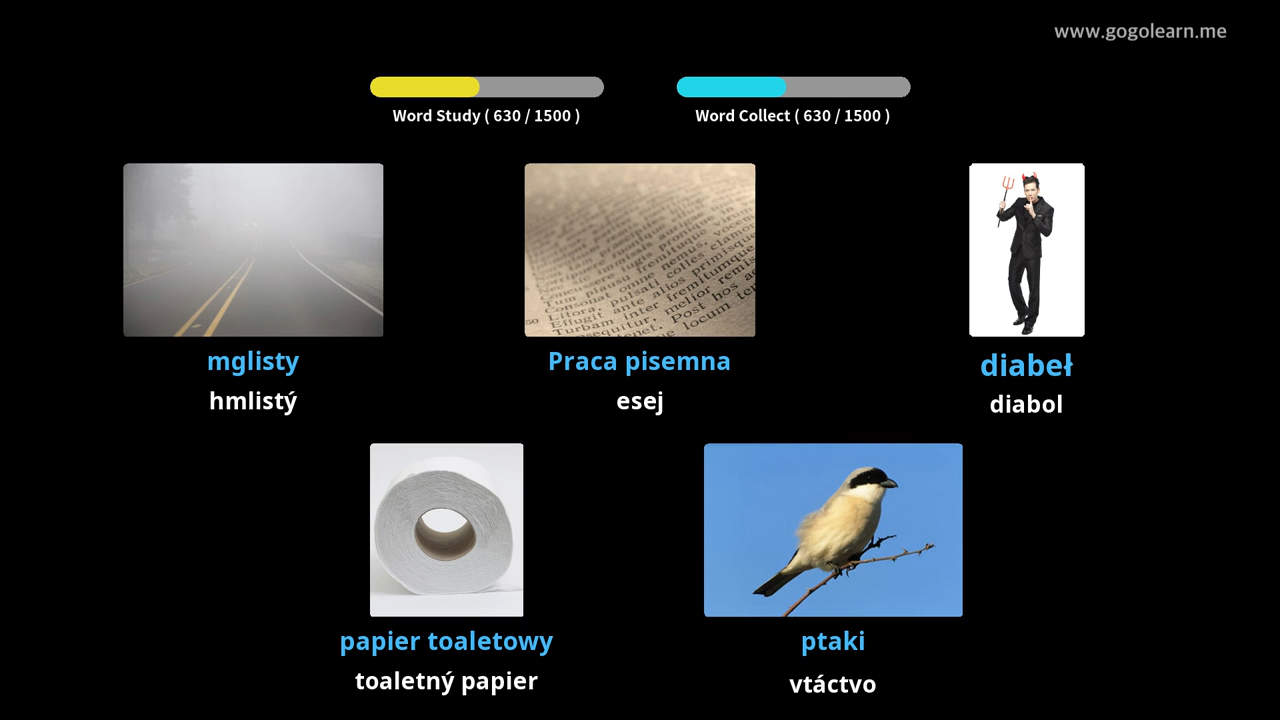 www.gogolearn.me
Word Study ( 630 / 1500 )
Word Collect ( 630 / 1500 )
mglisty
hmlistý
Praca pisemna
esej
diabeł
diabol
papier toaletowy
toaletný papier
ptaki
vtáctvo